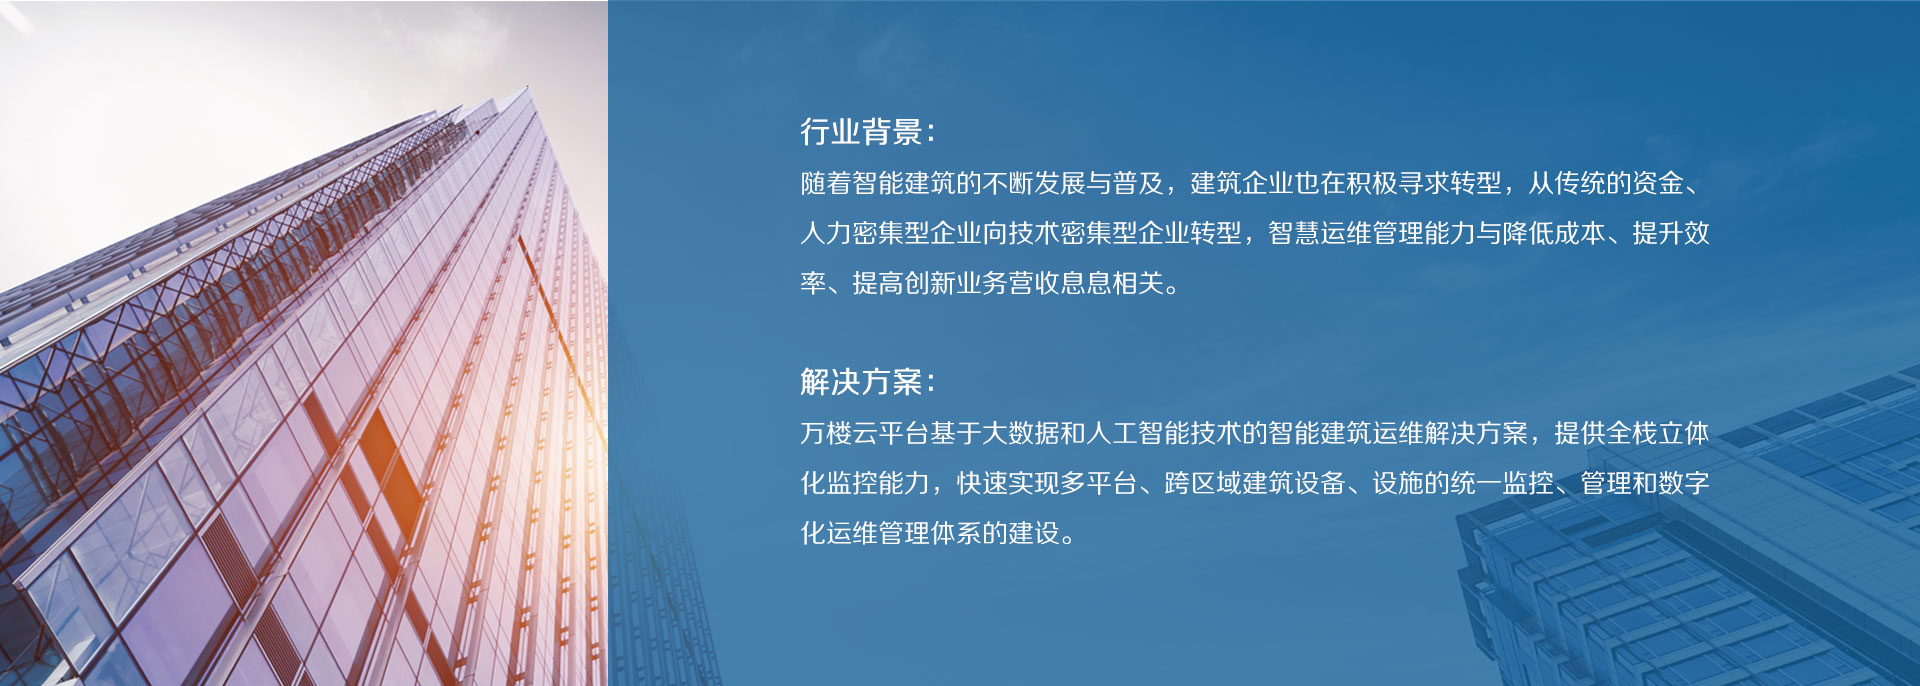 行业背景：
随着智能建筑的不断发展与普及，建筑企业也在积极寻求转型，从传统的资金、
人力密集型企业向技术密集型企业转型，智慧运维管理能力与降低成本、提升效
率、提高创新业务营收息息相关。
解决方案：
万楼云平台基于大数据和人工智能技术的智能建筑运维解决方案，提供全栈立体
化监控能力，快速实现多平台、跨区域建筑设备、设施的统一监控、管理和数字
化运维管理体系的建设。